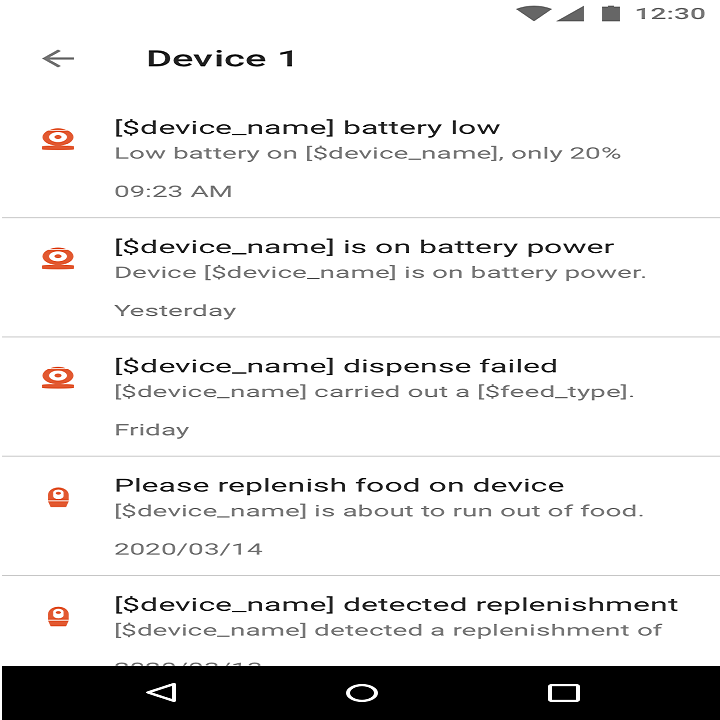 12:30
Device 1
[$device_name] battery low
Low battery on [$device_name], only 20%
09:23 AM
[$device_name] is on battery power
Device [$device_name] is on battery power.
Yesterday
[$device_name] dispense failed
[$device_name] carried out a [$feed_type].
Friday
Please replenish food on device
[$device_name] is about to run out of food.
2020/03/14
[$device_name] detected replenishment
[$device_name] detected a replenishment of